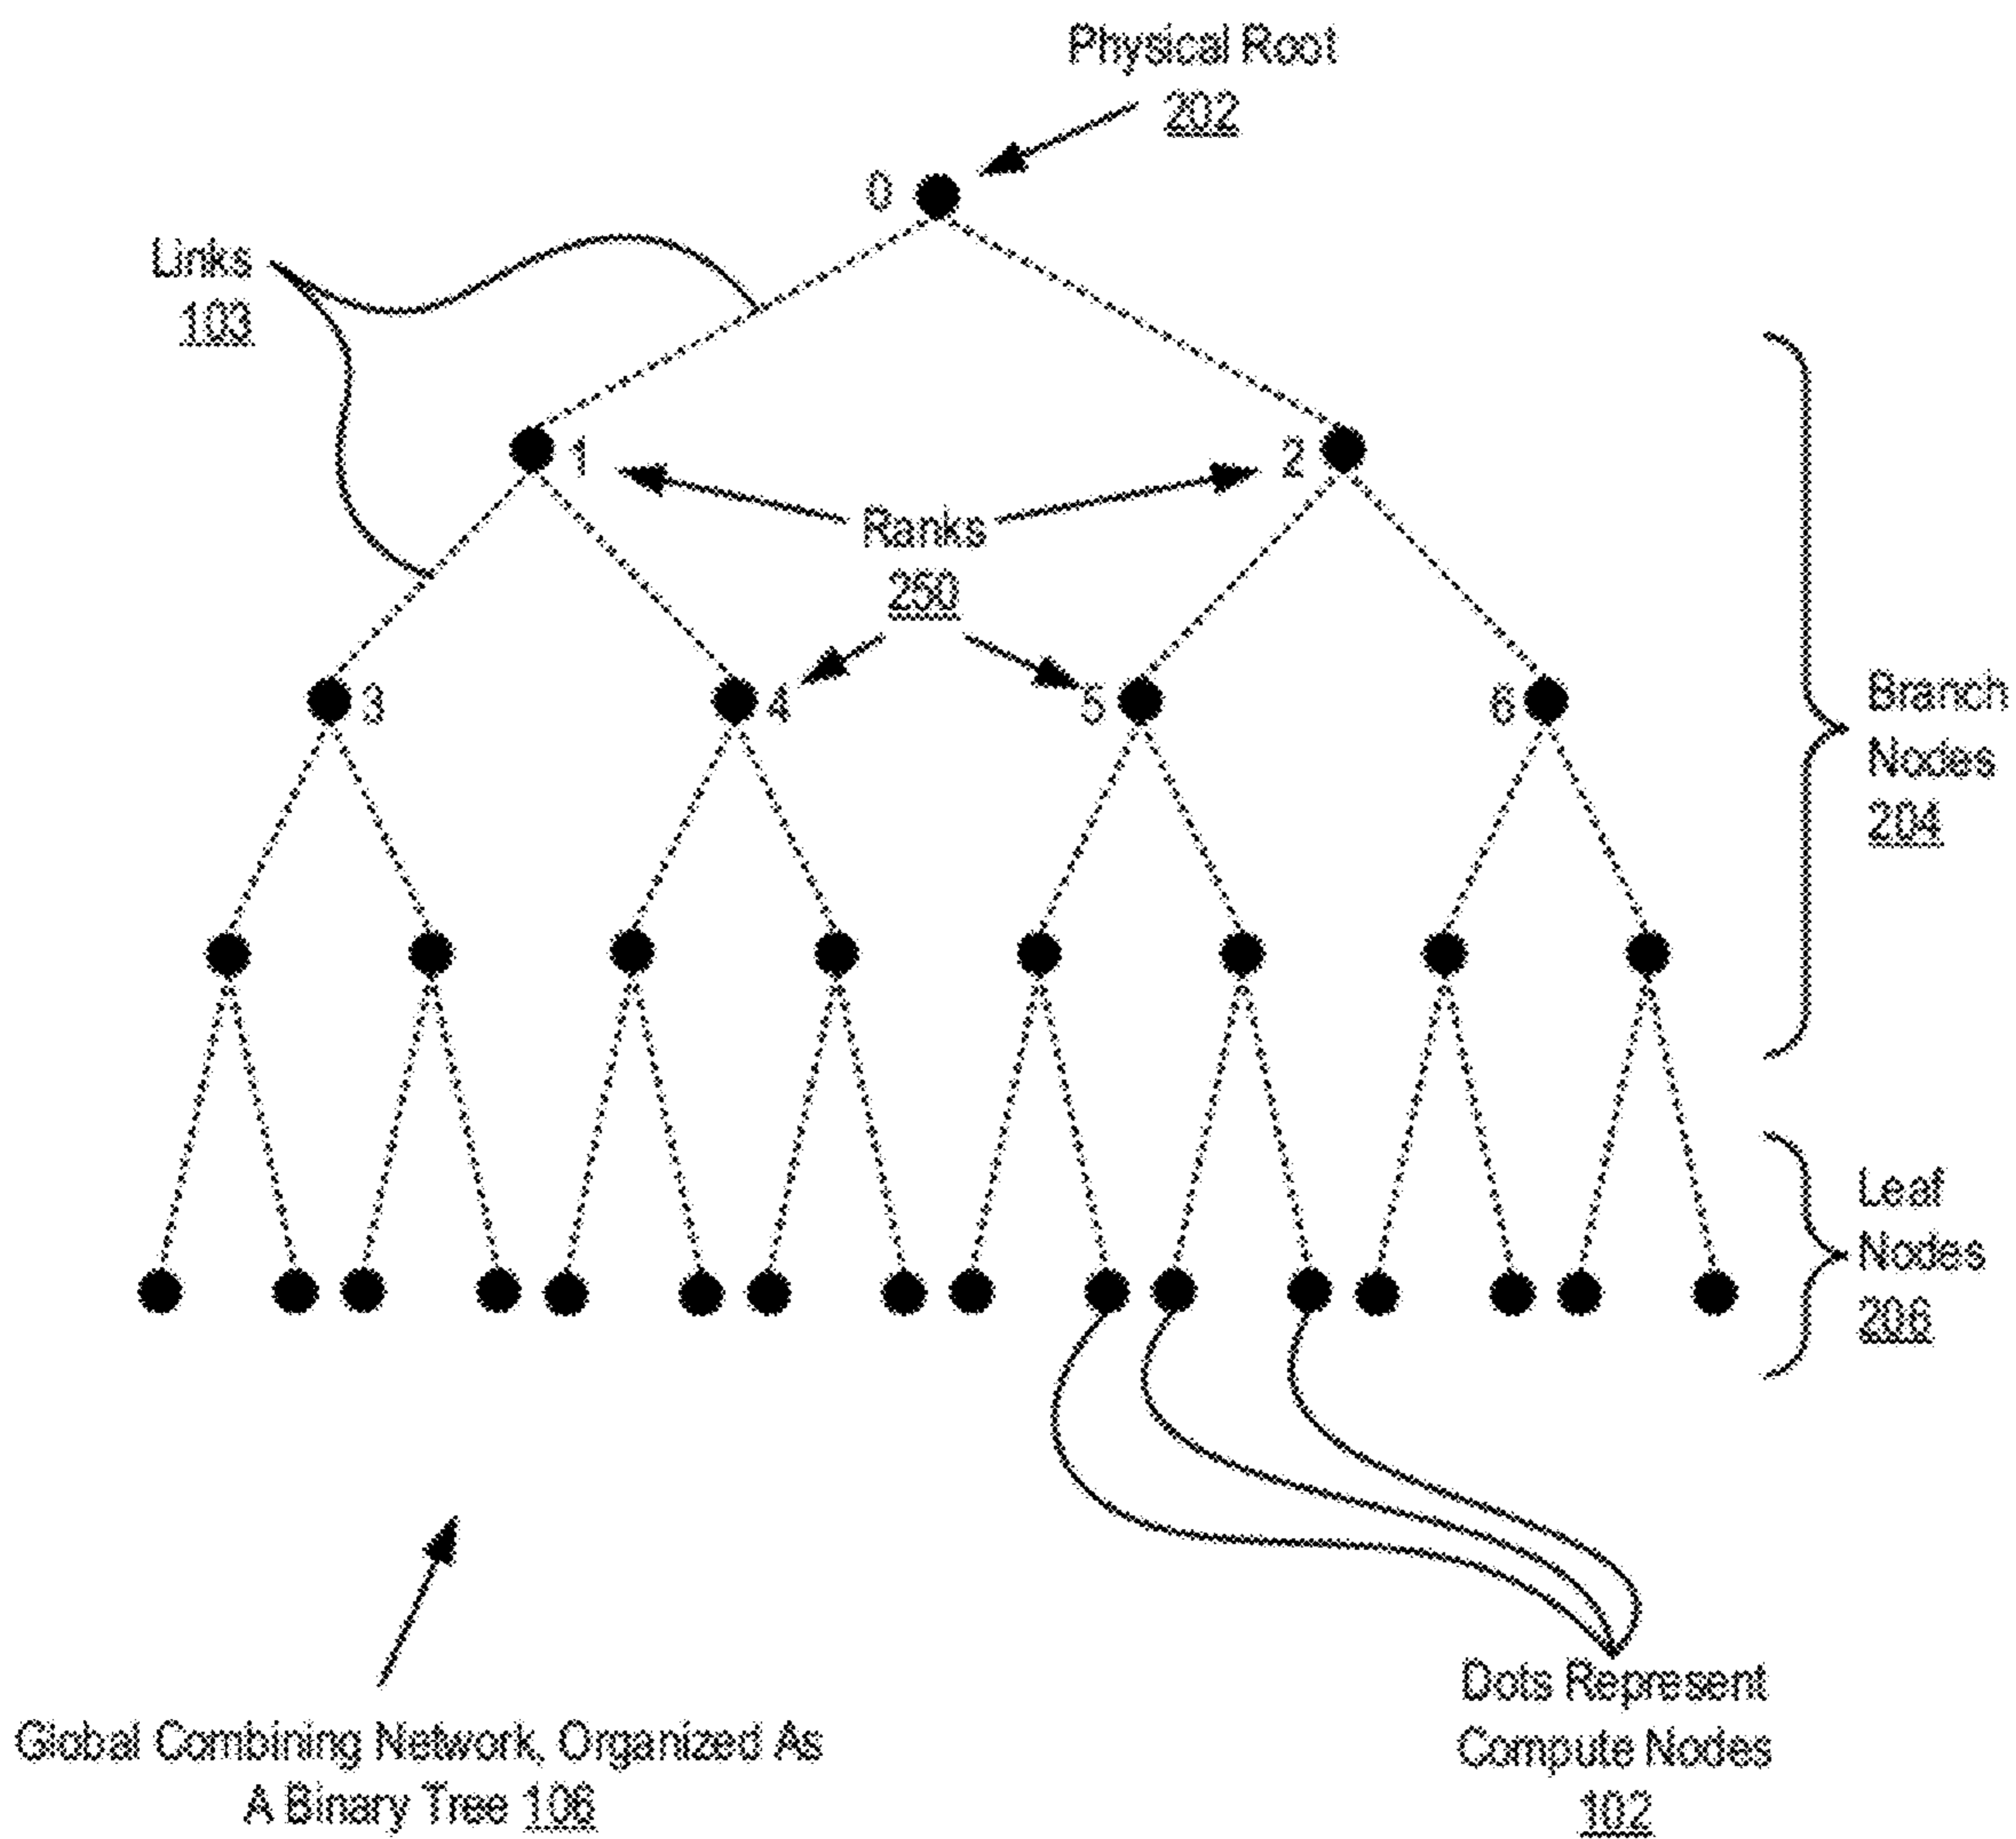 Physical Root
202
0
Links
103
1
2
Ranks
250
3
4
5
6
Branch
Nodes
204
Leaf
Nodes
206
Dots Represent
Compute Nodes
102
Global Combining Network, Organized As
A Binary Tree 106